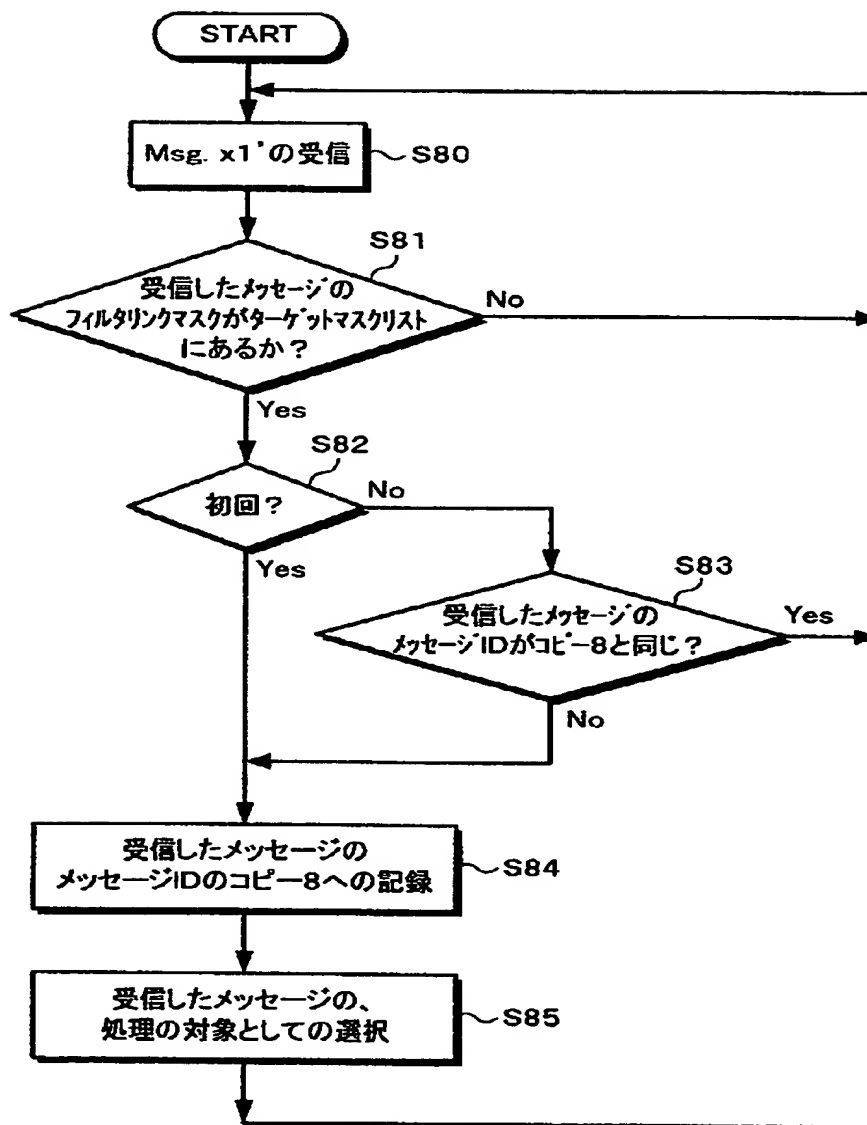 START
Msg. x1'の受信
S80
S81
受信したメッセージの
フィルタリンクマスクがターゲットマスクリスト
にあるか？
No
Yes
S82
初回？
No
Yes
S83
受信したメッセージの
メッセージIDがコピー8と同じ？
Yes
No
受信したメッセージの
メッセージIDのコピー8への記録
S84
受信したメッセージの、
処理の対象としての選択
S85